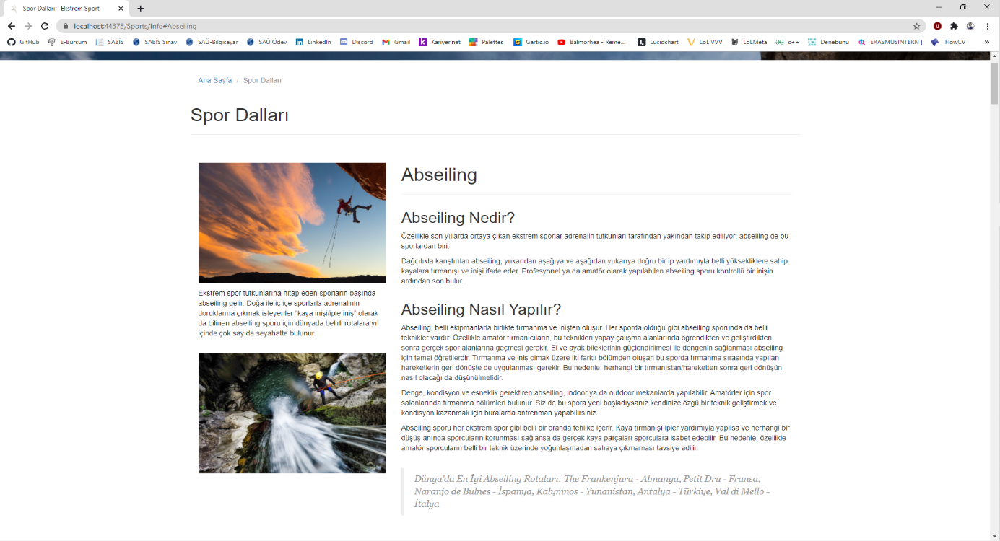 Spor Dalları - Ekstrem Sport
localhost:44378/Sports/Info#Abseiling
GitHub E-Bursum SABİS SABİS Sınav SAÜ-Bilgisayar SAÜ Ödev LinkedIn Discord Gmail Kariyer.net Palettes Gartic.io Balmorhea - Reme... Lucidchart LoL VVV LoLMeta c++ Denebunu ERASMUSINTERN | FlowCV »
Ana Sayfa / Spor Dalları
Spor Dalları
Ekstrem spor tutkunlarına hitap eden sporların başında
abseiling gelir. Doğa ile iç içe sporlarla adrenalinin
doruklarına çıkmak isteyenler “kaya inişi/iple iniş” olarak
da bilinen abseiling sporu için dünyada belirli rotalara yıl
içinde çok sayıda seyahatte bulunur.
Abseiling
Abseiling Nedir?
Özellikle son yıllarda ortaya çıkan ekstrem sporlar adrenalin tutkunları tarafından yakından takip ediliyor; abseiling de bu
sporlardan biri.
Dağcılıkla karıştırılan abseiling, yukarıdan aşağıya ve aşağıdan yukarıya doğru bir ip yardımıyla belli yüksekliklere sahip
kayalara tırmanışı ve inişi ifade eder. Profesyonel ya da amatör olarak yapılabilen abseiling sporu kontrollü bir inişin
ardından son bulur.
Abseiling Nasıl Yapılır?
Abseiling, belli ekipmanlarla birlikte tırmanma ve inişten oluşur. Her sporda olduğu gibi abseiling sporunda da belli
teknikler vardır. Özellikle amatör tırmanıcıların, bu teknikleri yapay çalışma alanlarında öğrendikten ve geliştirdikten
sonra gerçek spor alanlarına geçmesi gerekir. El ve ayak bileklerinin güçlendirilmesi ile dengenin sağlanması abseiling
için temel öğretilerdir. Tırmanma ve iniş olmak üzere iki farklı bölümden oluşan bu sporda tırmanma sırasında yapılan
hareketlerin geri dönüşte de uygulanması gerekir. Bu nedenle, herhangi bir tırmanıştan/hareketten sonra geri dönüşün
nasıl olacağı da düşünülmelidir.
Denge, kondisyon ve esneklik gerektiren abseiling, indoor ya da outdoor mekanlarda yapılabilir. Amatörler için spor
salonlarında tırmanma bölümleri bulunur. Siz de bu spora yeni başladıysanız kendinize özgü bir teknik geliştirmek ve
kondisyon kazanmak için buralarda antrenman yapabilirsiniz.
Abseiling sporu her ekstrem spor gibi belli bir oranda tehlike içerir. Kaya tırmanışı ipler yardımıyla yapılsa ve herhangi bir
düşüş anında sporcuların korunması sağlansa da gerçek kaya parçaları sporculara isabet edebilir. Bu nedenle, özellikle
amatör sporcuların belli bir teknik üzerinde yoğunlaşmadan sahaya çıkmaması tavsiye edilir.
Dünya'da En İyi Abseiling Rotaları: The Frankenjura - Almanya, Petit Dru - Fransa,
Naranjo de Bulnes - İspanya, Kalymnos - Yunanistan, Antalya - Türkiye, Val di Mello -
İtalya